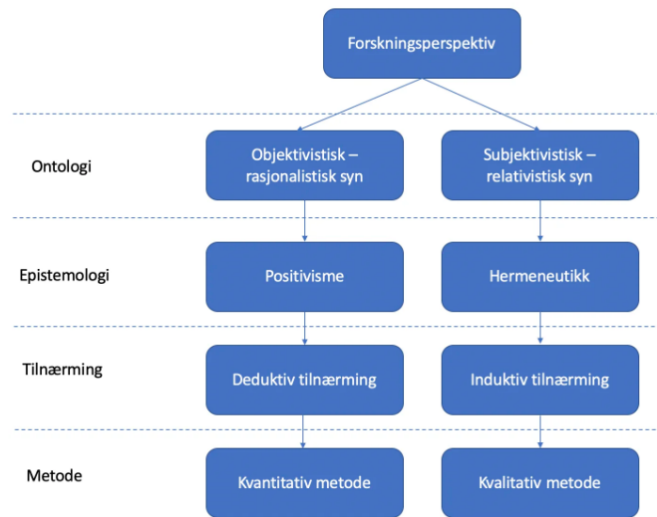 Forskningsperspektiv
Ontologi
Objektivistisk –
rasjonalistisk syn
Subjektivistisk –
relativistisk syn
Epistemologi
Positivisme
Hermeneutikk
Tilnærming
Deduktiv tilnærming
Induktiv tilnærming
Metode
Kvantitativ metode
Kvalitativ metode